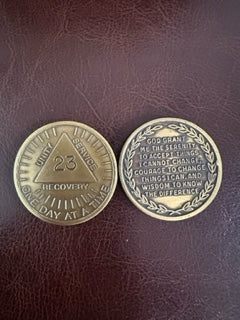 UNITY
SERVICE
23
RECOVERY
ONE DAY AT A TIME
GOD GRANT
ME THE SERENITY
TO ACCEPT THINGS
I CANNOT CHANGE,
COURAGE TO CHANGE
THINGS I CAN, AND
WISDOM TO KNOW
THE DIFFERENCE